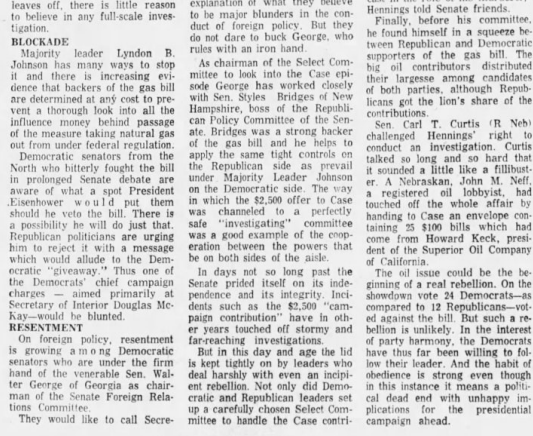 leaves off, there is little reason
to believe in any full-scale inves-
tigation.
BLOCKADE
Majority leader Lyndon B.
Johnson has many ways to stop
it and there is increasing evi-
dence that backers of the gas bill
are determined at any cost to pre-
vent a thorough look into all the
influence money behind passage
of the measure taking natural gas
out from under federal regulation.
Democratic senators from the
North who bitterly fought the bill
in prolonged Senate debate are
aware of what a spot President
Eisenhower would put them
should he veto the bill. There is
a possibility he will do just that.
Republican politicians are urging
him to reject it with a message
which would allude to the Dem-
ocratic "giveaway." Thus one of
the Democrats' chief campaign
charges — aimed primarily at
Secretary of Interior Douglas Mc-
Kay—would be blunted.
RESENTMENT
On foreign policy, resentment
is growing among Democratic
senators who are under the firm
hand of the venerable Sen. Wal-
ter George of Georgia as chair-
man of the Senate Foreign Rela-
tions Committee.
They would like to call Secre-
explanation of what they believe
to be major blunders in the con-
duct of foreign policy. But they
do not dare to buck George, who
rules with an iron hand.
As chairman of the Select Com-
mittee to look into the Case epi-
sode George has worked closely
with Sen. Styles Bridges of New
Hampshire, boss of the Republi-
can Policy Committee of the Sen-
ate. Bridges was a strong backer
of the gas bill and he helps to
apply the same tight controls on
the Republican side as prevail
under Majority Leader Johnson
on the Democratic side. The way
in which the $2,500 offer to Case
was channeled to a perfectly
safe "investigating" committee
was a good example of the coop-
eration between the powers that
be on both sides of the aisle.
In days not so long past the
Senate prided itself on its inde-
pendence and its integrity. Inci-
dents such as the $2,500 "cam-
paign contribution" have in oth-
er years touched off stormy and
far-reaching investigations.
But in this day and age the lid
is kept tightly on by leaders who
deal harshly with even an incipi-
ent rebellion. Not only did Demo-
cratic and Republican leaders set
up a carefully chosen Select Com-
mittee to handle the Case contri-
Hennings told Senate friends.
Finally, before his committee,
he found himself in a squeeze be-
tween Republican and Democratic
supporters of the gas bill. The
big oil contributors distributed
their largesse among candidates
of both parties, although Repub-
licans got the lion's share of the
contributions.
Sen. Carl T. Curtis (R Neb)
challenged Hennings' right to
conduct an investigation. Curtis
talked so long and so hard that
it sounded a little like a fillibust-
er. A Nebraskan, John M. Neff,
a registered oil lobbyist, had
touched off the whole affair by
handing to Case an envelope con-
taining 25 $100 bills which had
come from Howard Keck, presi-
dent of the Superior Oil Company
of California.
The oil issue could be the be-
ginning of a real rebellion. On the
showdown vote 24 Democrats—as
compared to 12 Republicans—vot-
ed against the bill. But such a re-
bellion is unlikely. In the interest
of party harmony, the Democrats
have thus far been willing to fol-
low their leader. And the habit of
obedience is strong even though
in this instance it means a politi-
cal dead end with unhappy im-
plications for the presidential
campaign ahead.